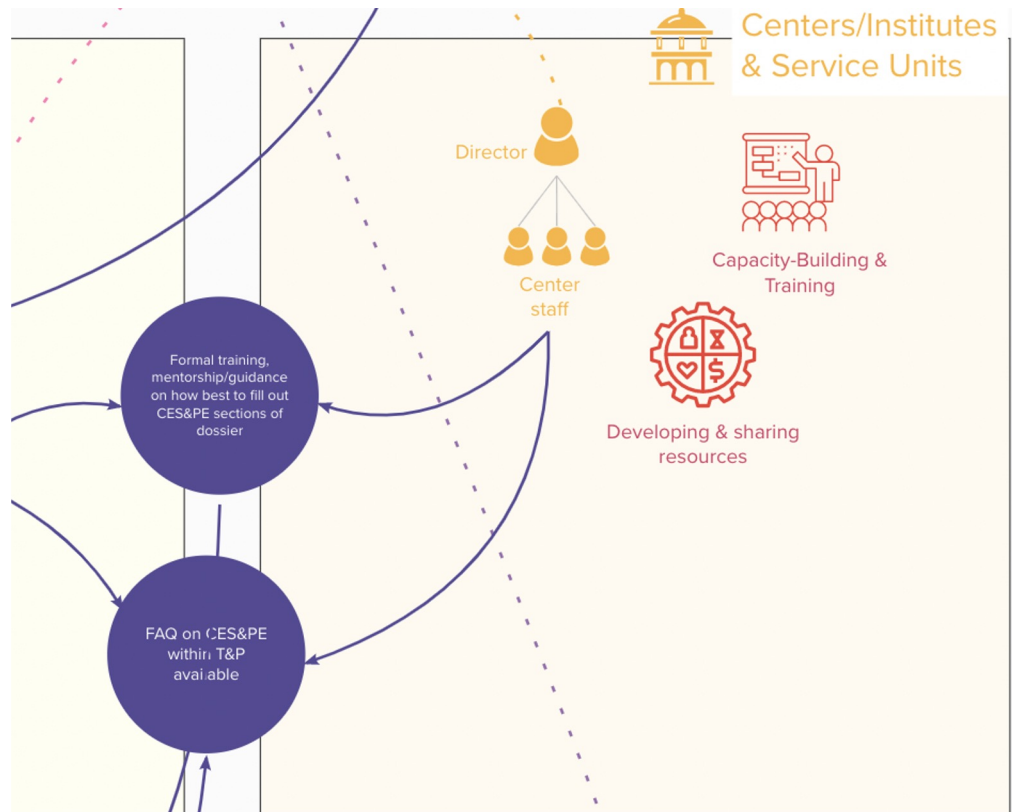 Centers/Institutes
& Service Units
Director
Center
staff
Capacity-Building &
Training
Developing & sharing
resources
Formal training,
mentorship/guidance
on how best to fill out
CES&PE sections of
dossier
FAQ on CES&PE
within T&P
available